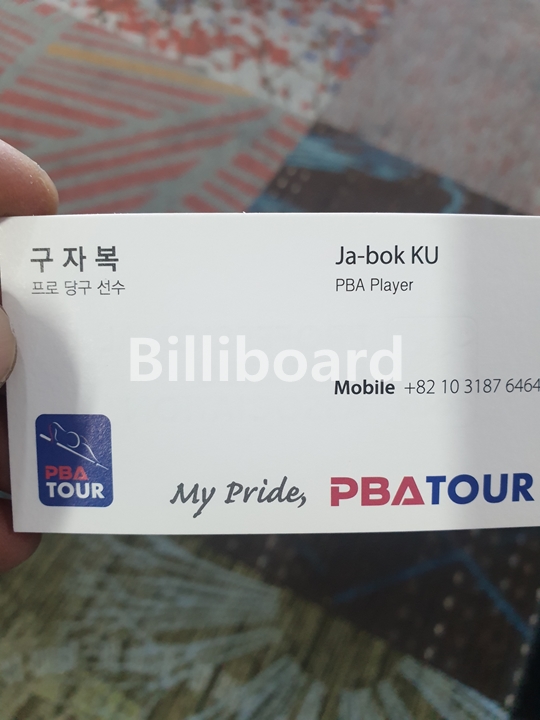 구 자 복
프로 당구 선수
Ja-bok KU
PBA Player
Billiboard
Mobile +82 10 3187 6464
PBA
TOUR
My Pride, PBATOUR